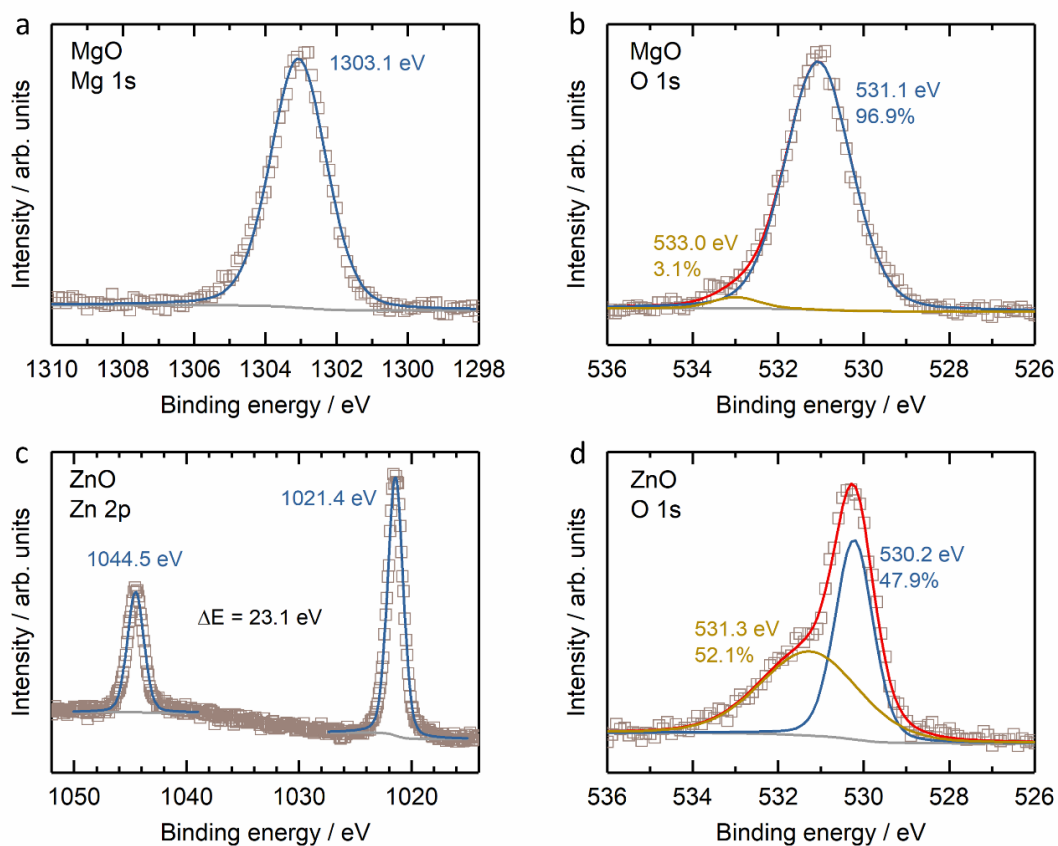 a
MgO
Mg 1s
1303.1 eV
Intensity / arb. units
1310 1308 1306 1304 1302 1300 1298
Binding energy / eV
b
MgO
O 1s
531.1 eV
96.9%
533.0 eV
3.1%
Intensity / arb. units
536 534 532 530 528 526
Binding energy / eV
c
ZnO
Zn 2p
1021.4 eV
1044.5 eV
ΔE = 23.1 eV
Intensity / arb. units
1050 1040 1030 1020
Binding energy / eV
d
ZnO
O 1s
530.2 eV
47.9%
531.3 eV
52.1%
Intensity / arb. units
536 534 532 530 528 526
Binding energy / eV